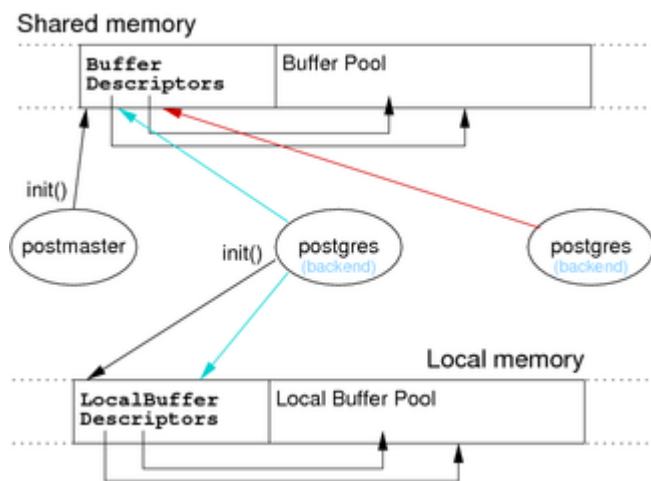 Shared memory
Buffer
Descriptors
Buffer Pool
init()
postmaster
init()
postgres
(backend)
postgres
(backend)
Local memory
LocalBuffer
Descriptors
Local Buffer Pool